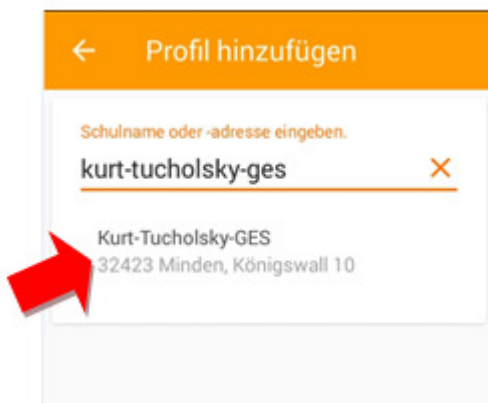 Profil hinzufügen
Schulname oder -adresse eingeben.
kurt-tucholsky-ges
Kurt-Tucholsky-GES
32423 Minden, Königswall 10